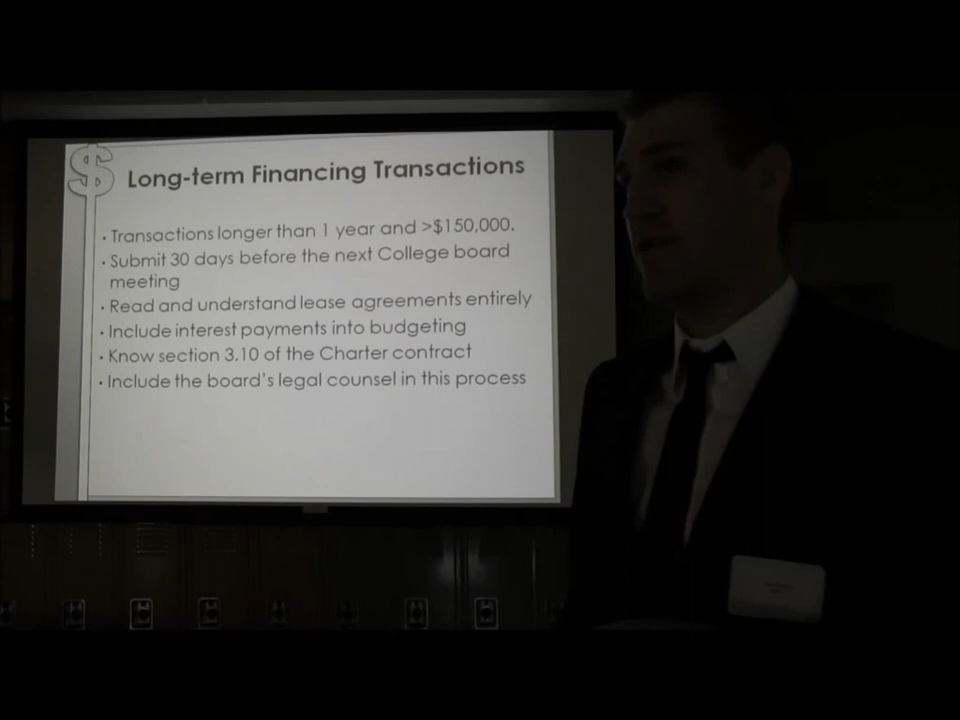 $ Long-term Financing Transactions
· Transactions longer than 1 year and >$150,000.
· Submit 30 days before the next College board
meeting
· Read and understand lease agreements entirely
· Include interest payments into budgeting
· Know section 3.10 of the Charter contract
· Include the board's legal counsel in this process